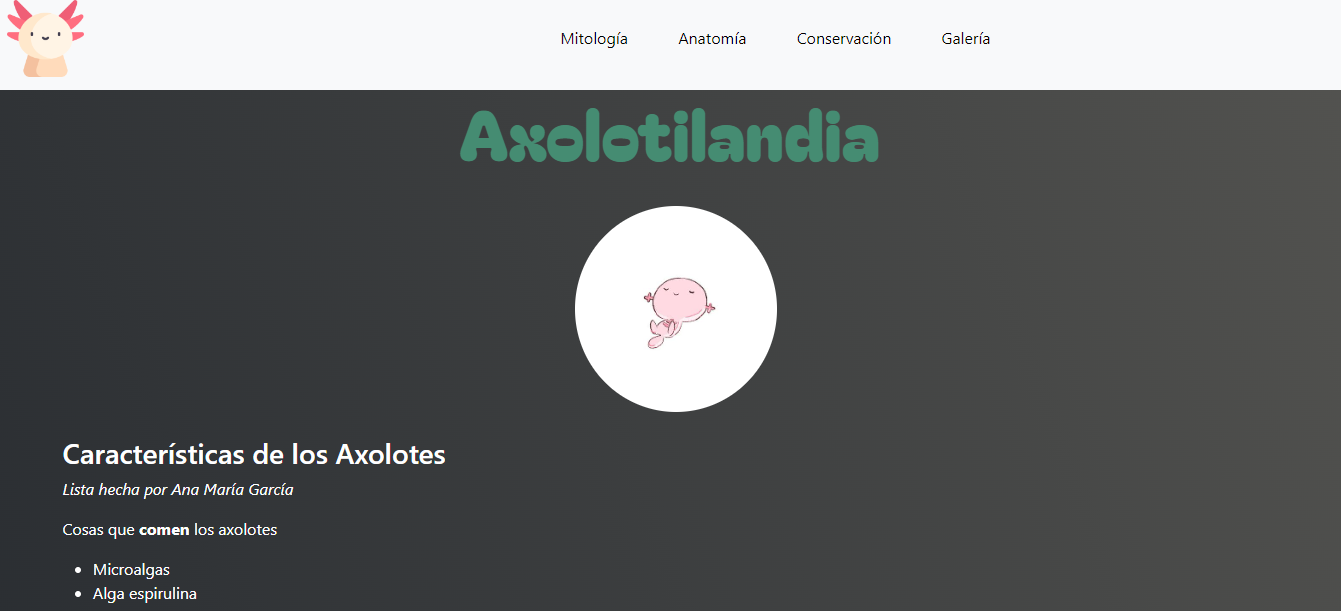 Mitología Anatomía Conservación Galería
Axolotilandia
Características de los Axolotes
Lista hecha por Ana María García
Cosas que comen los axolotes
Microalgas
Alga espirulina